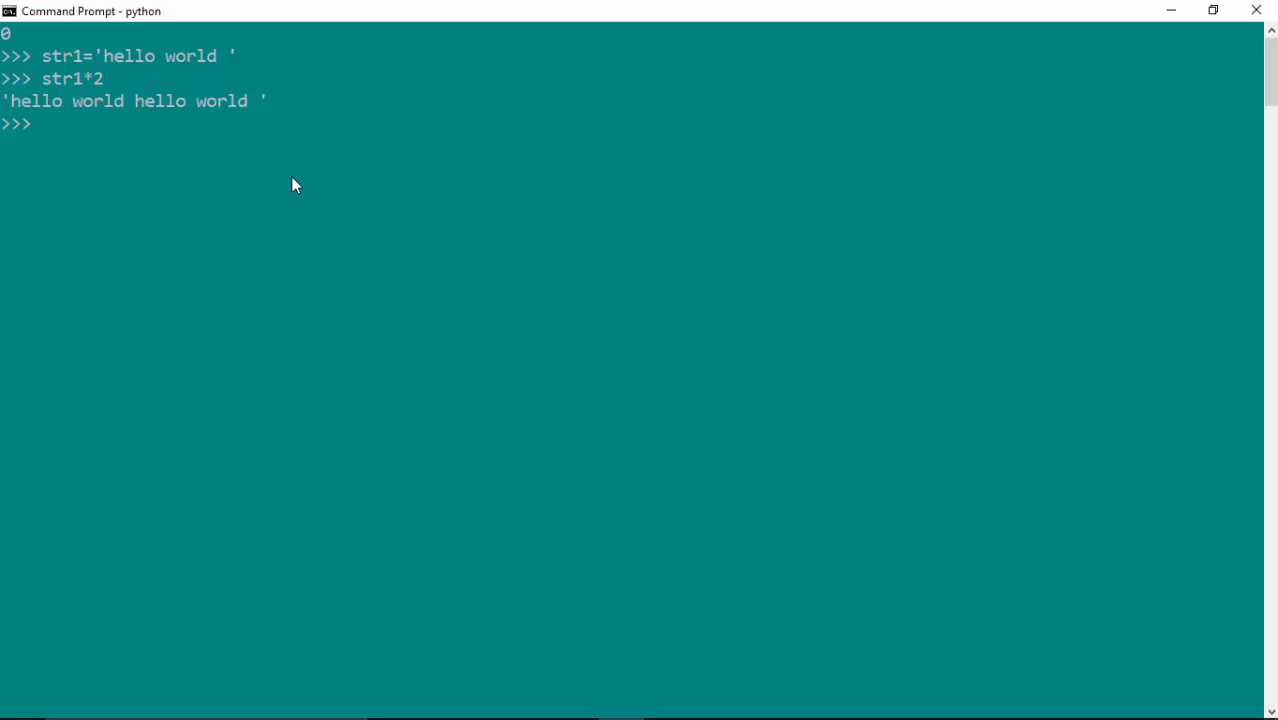 Command Prompt - python
0
>>> str1='hello world '
>>> str1*2
'hello world hello world '
>>>